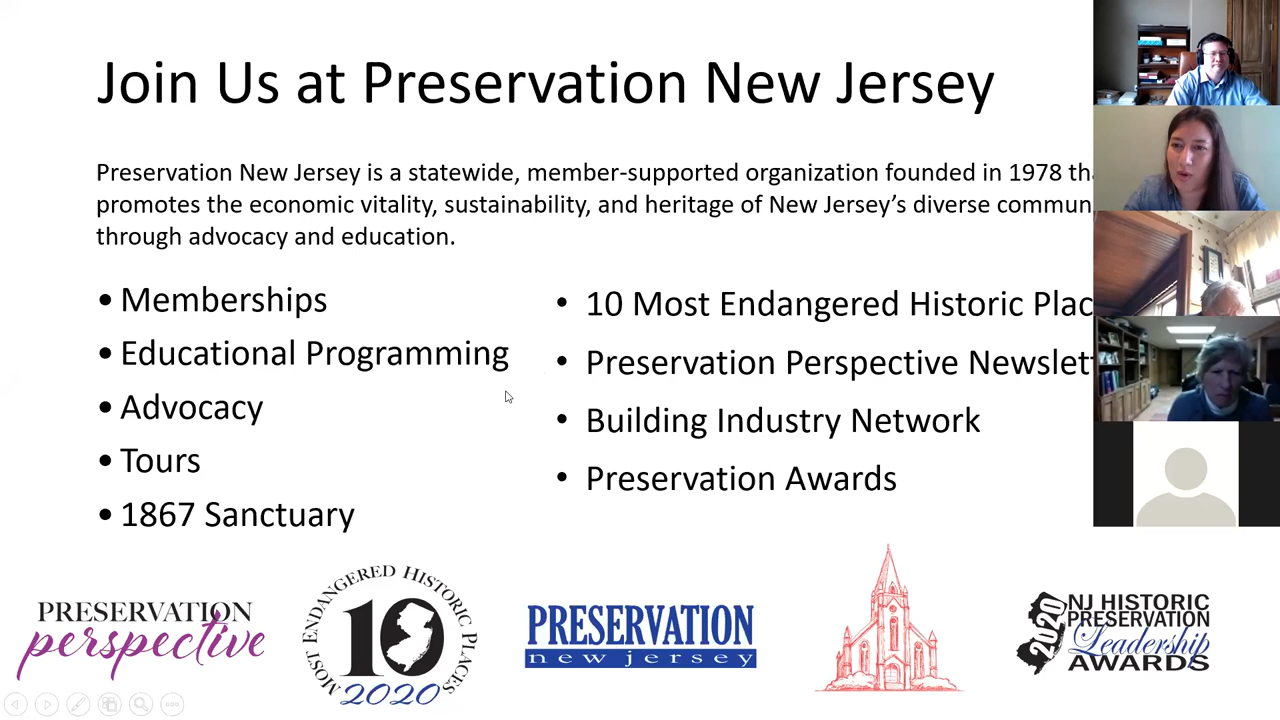 Join Us at Preservation New Jersey
Preservation New Jersey is a statewide, member-supported organization founded in 1978 tha
promotes the economic vitality, sustainability, and heritage of New Jersey's diverse commun
through advocacy and education.
• Memberships
• Educational Programming
• Advocacy
• Tours
• 1867 Sanctuary
• 10 Most Endangered Historic Plac
• Preservation Perspective Newslett
• Building Industry Network
• Preservation Awards
PRESERVATION
perspective
MOST ENDANGERED HISTORIC PLACES
10
2020
PRESERVATION
new jersey
2020
NJ HISTORIC
PRESERVATION
Leadership
AWARDS